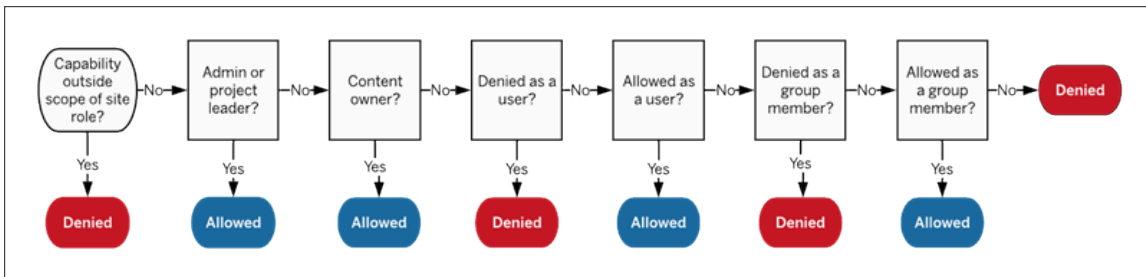 Capability
outside
scope of site
role?
No
Admin or
project
leader?
No
Content
owner?
No
Denied as a
user?
No
Allowed as
a user?
No
Denied as a
group
member?
No
Allowed as
a group
member?
No
Denied
Yes
Yes
Yes
Yes
Yes
Yes
Yes
Denied
Allowed
Allowed
Denied
Allowed
Denied
Allowed